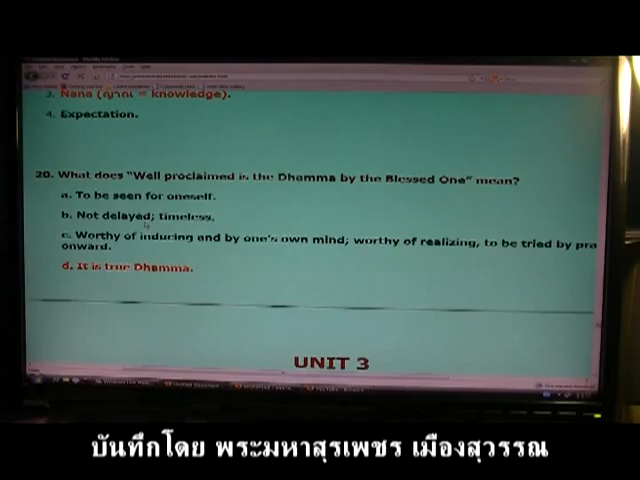 3. Nana (ญาณ = knowledge).
4. Expectation.
20. What does "Well proclaimed is the Dhamma by the Blessed One" mean?
a. To be seen for oneself.
b. Not delayed; timeless.
c. Worthy of inducing and by one's own mind; worthy of realizing, to be tried by pra
onward.
d. It is true Dhamma.
UNIT 3
บันทึกโดย พระมหาสุรเพชร เมืองสุวรรณ